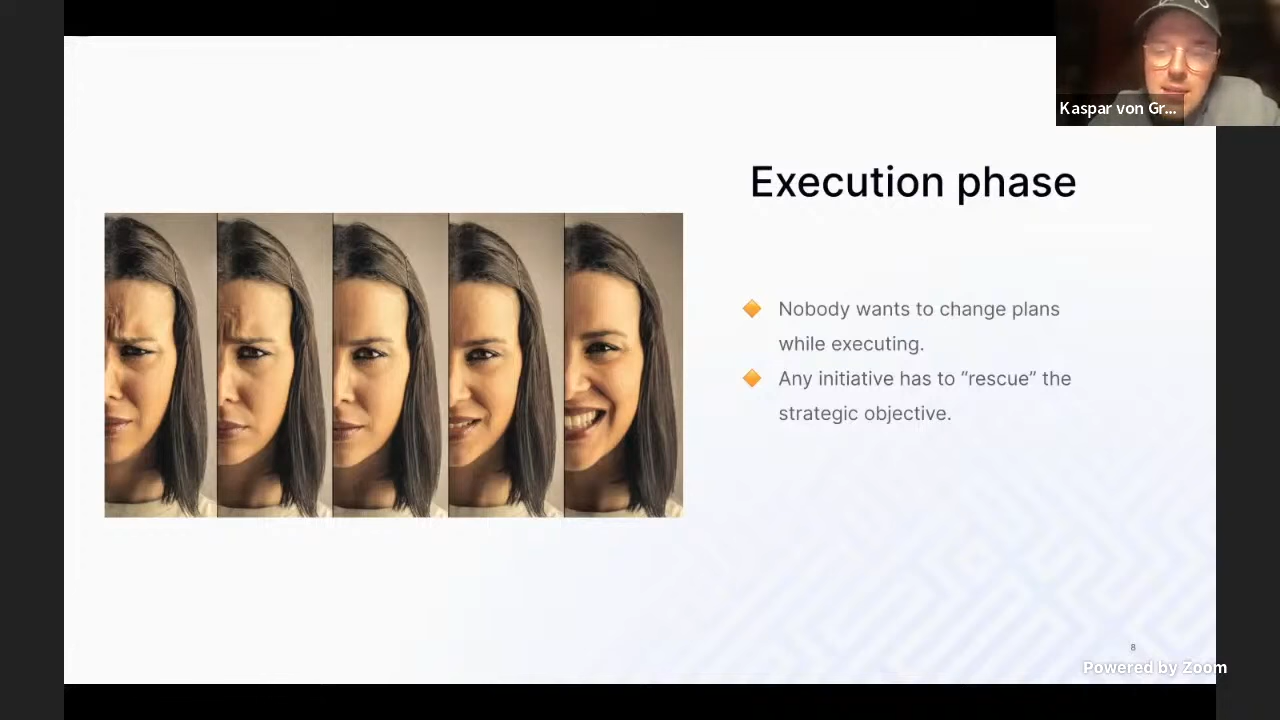 Kaspar von Gr...
Execution phase
Nobody wants to change plans
while executing.
Any initiative has to “rescue” the
strategic objective.
8
Powered by Zoom